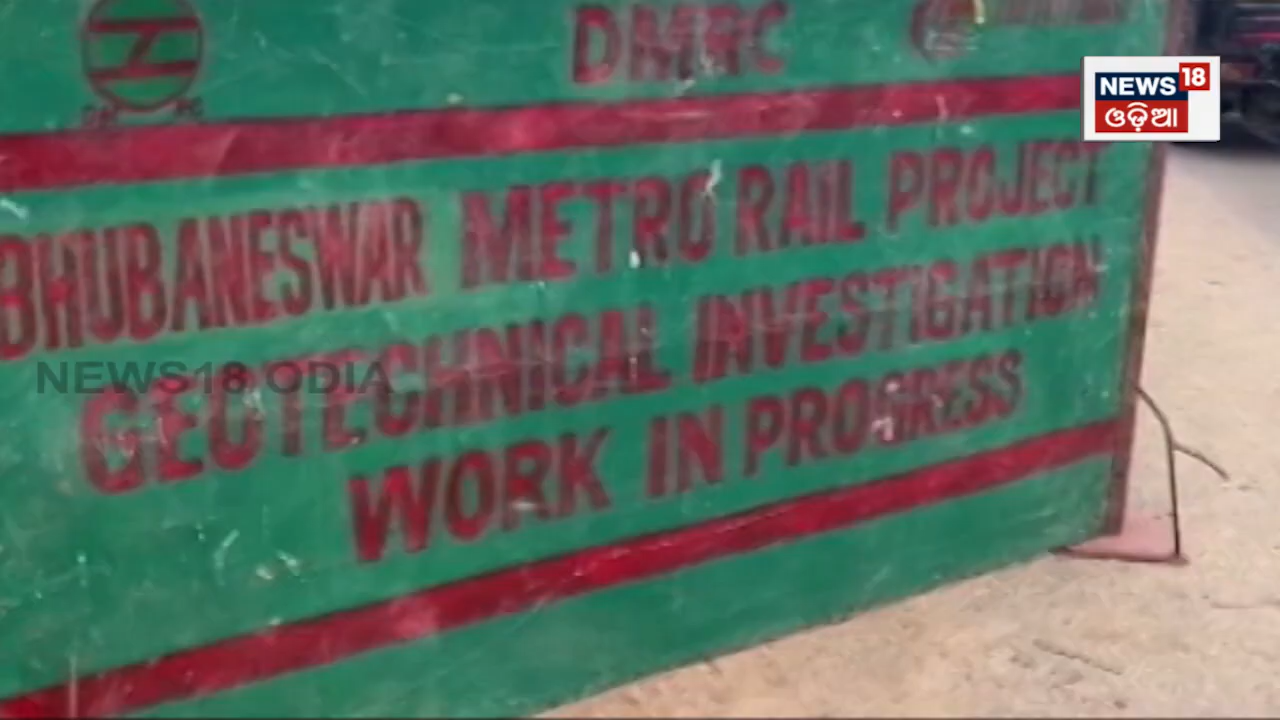 DMRC
NEWS 18
ଓଡ଼ିଆ
BHUBANESWAR METRO RAIL PROJECT
GEOTECHNICAL INVESTIGATION
NEWS18 ODIA
WORK IN PROGRESS